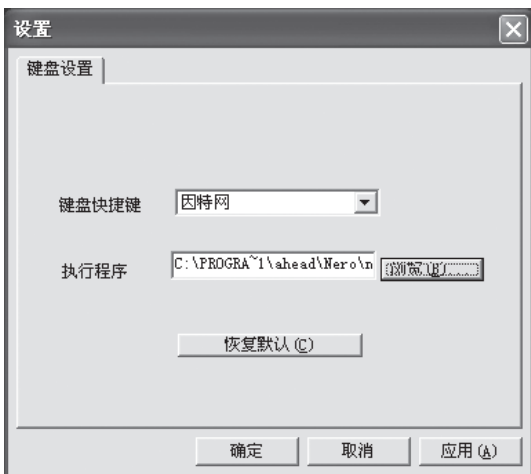 设置
键盘设置
键盘快捷键 因特网
执行程序 C:\PROGRA~1\ahead\Nero\n 浏览(B)......
恢复默认(C)
确定 取消 应用(A)